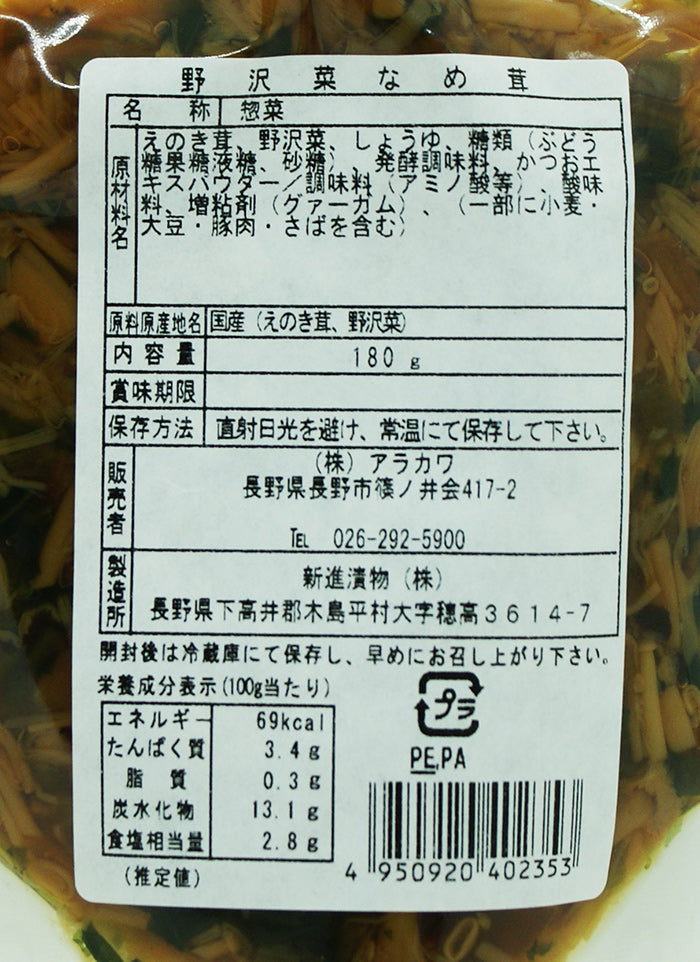 野沢菜なめ茸
名称 惣菜
原材料名
えのき茸、野沢菜、しょうゆ、糖類（ぶどう
糖果糖液糖、砂糖）、発酵調味料、かつおエ
キスパウダー／調味料（アミノ酸等）、酸味
料、増粘剤（グァーガム）、（一部に小麦・
大豆・豚肉・さばを含む）
原料原産地名 国産（えのき茸、野沢菜）
内容量 180g
賞味期限
保存方法 直射日光を避け、常温にて保存して下さい。
販売者
（株）アラカワ
長野県長野市篠ノ井会417-2
TEL 026-292-5900
製造所
新進漬物（株）
長野県下高井郡木島平村大字穂高3614-7
開封後は冷蔵庫にて保存し、早めにお召し上がり下さい。
栄養成分表示(100g当たり)
エネルギー 69kcal
たんぱく質 3.4g
脂質 0.3g
炭水化物 13.1g
食塩相当量 2.8g
（推定値）
プラ
PE,PA
4 950920 402353